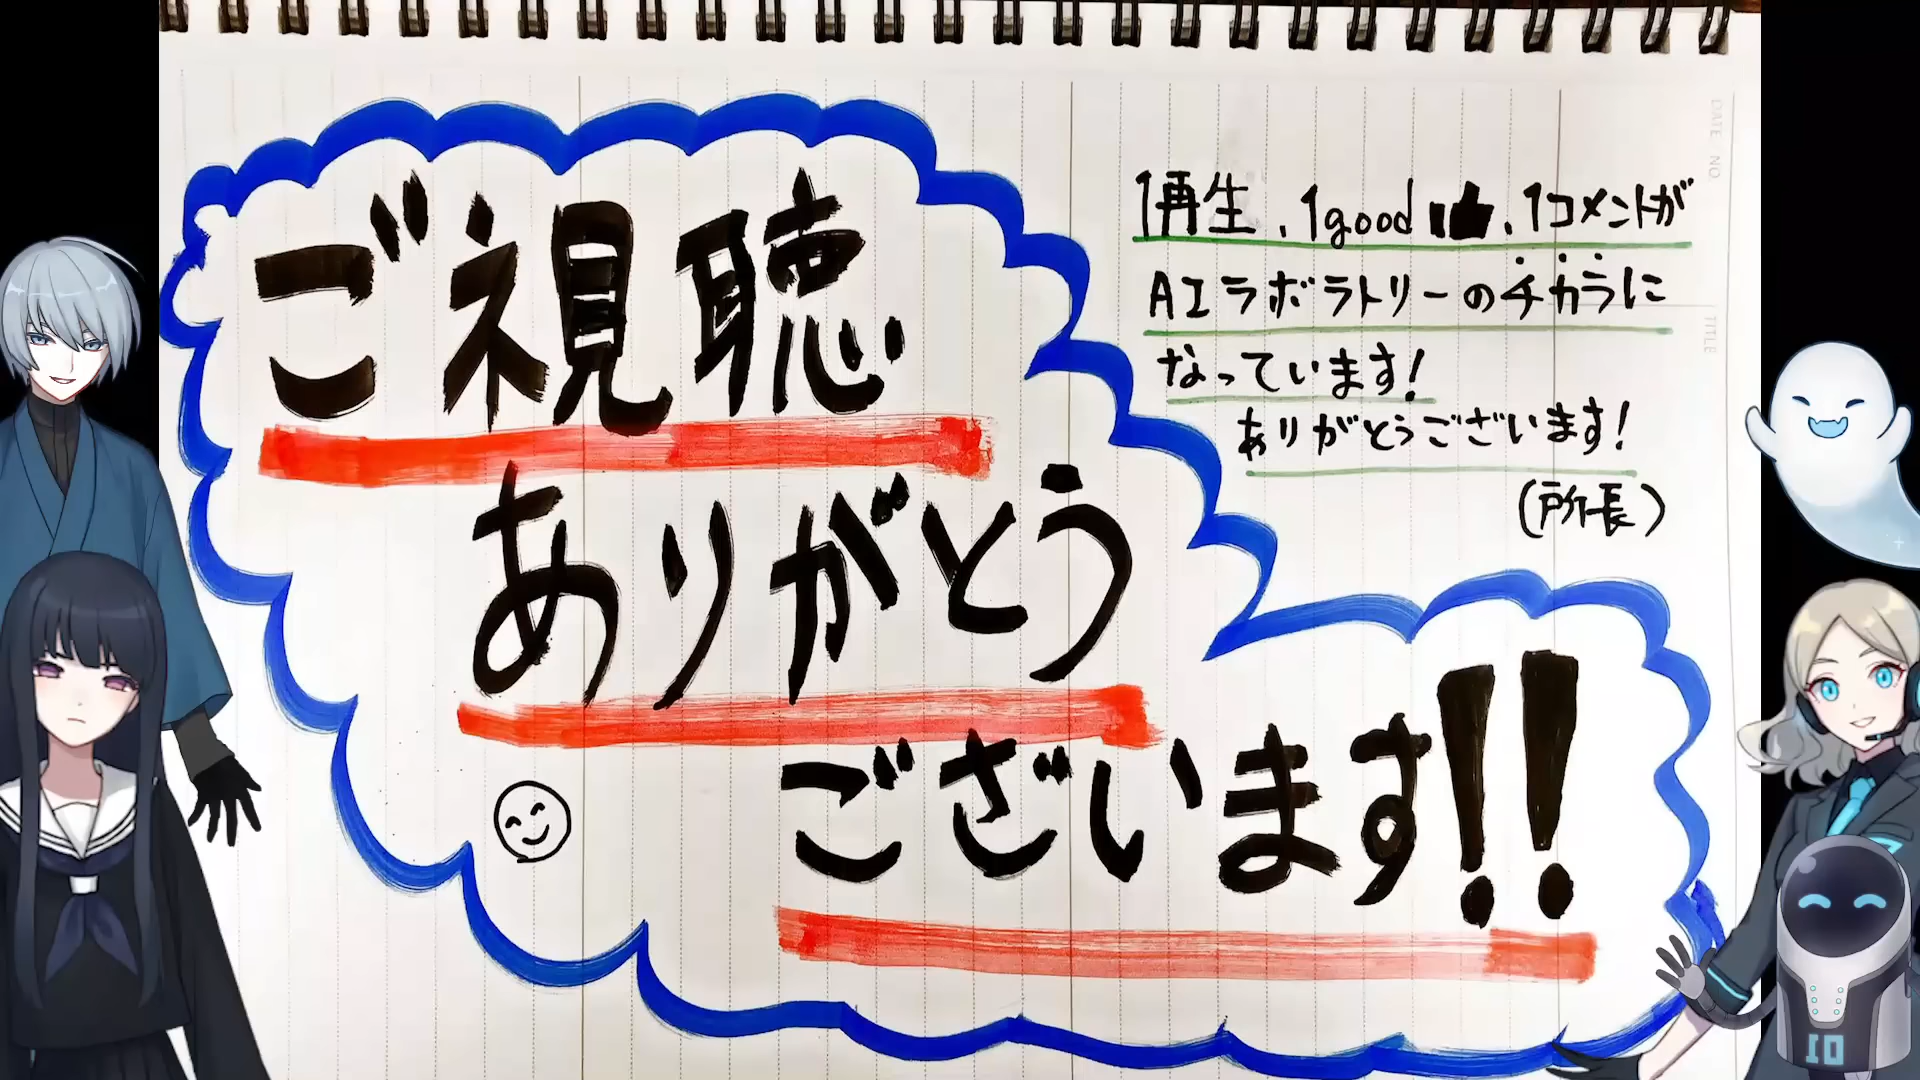 ご視聴
ありがとう
ございます!!
1再生、1good 、1コメントが
AIラボラトリーのチカラに
なっています!
ありがとうございます!
(所長)
DATE NO.
TITLE
IO